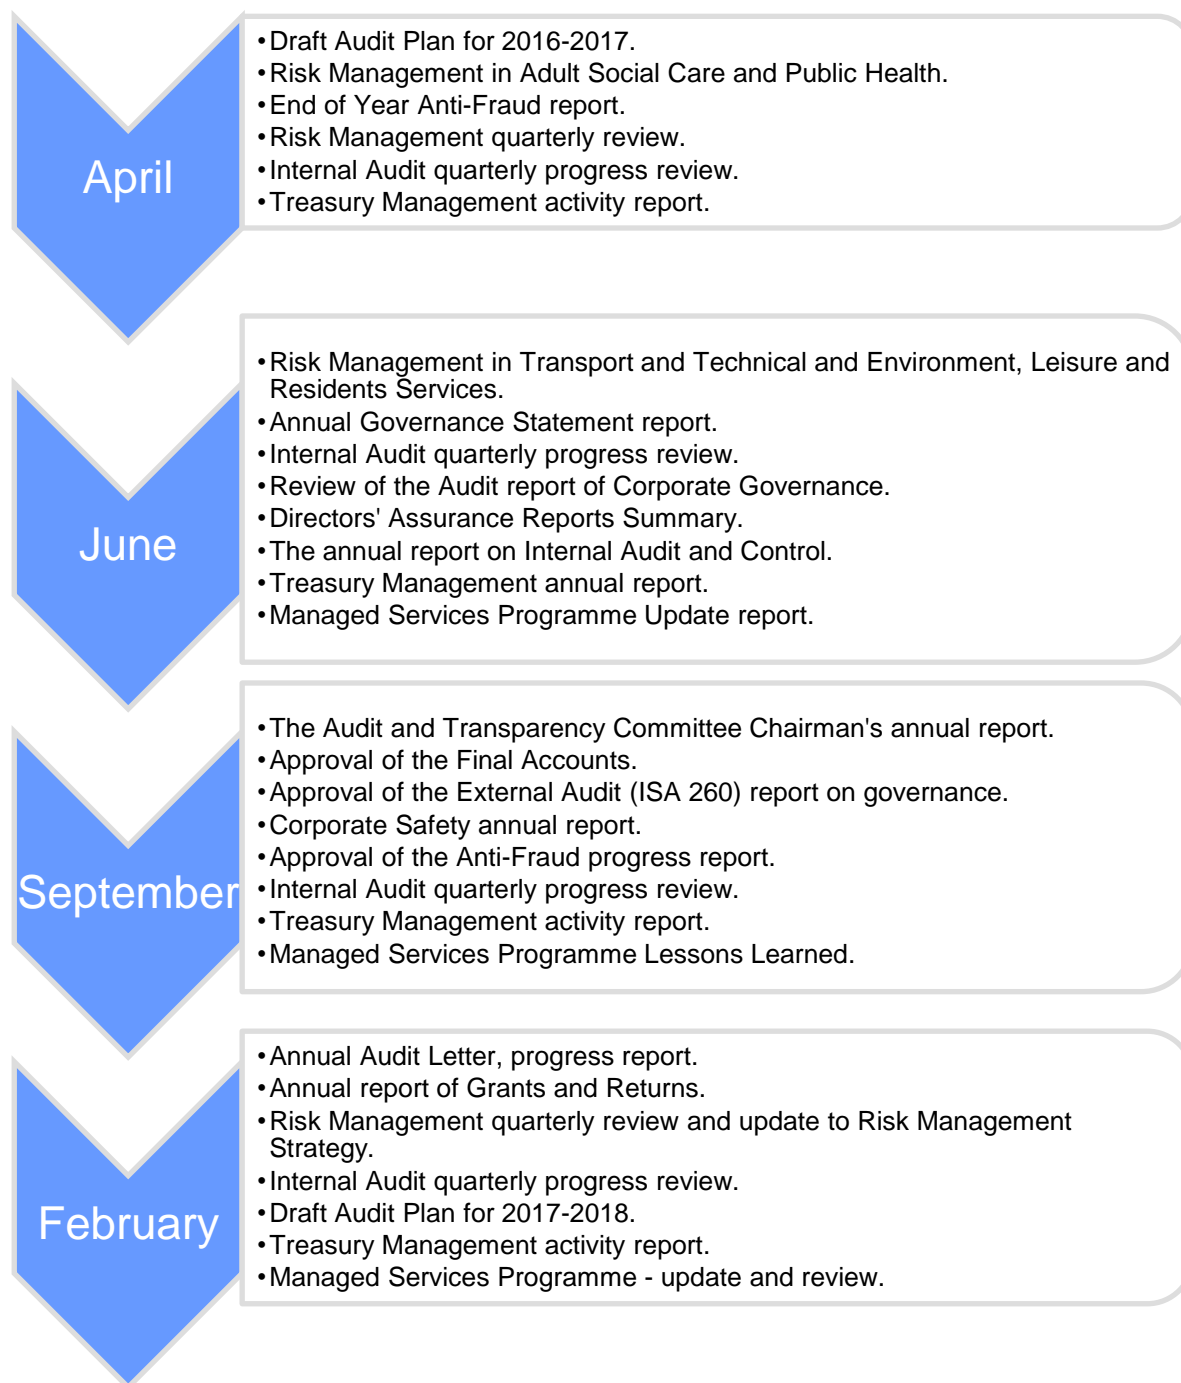 April
•Draft Audit Plan for 2016-2017.
•Risk Management in Adult Social Care and Public Health.
•End of Year Anti-Fraud report.
•Risk Management quarterly review.
•Internal Audit quarterly progress review.
•Treasury Management activity report.
June
•Risk Management in Transport and Technical and Environment, Leisure and
Residents Services.
•Annual Governance Statement report.
•Internal Audit quarterly progress review.
•Review of the Audit report of Corporate Governance.
•Directors' Assurance Reports Summary.
•The annual report on Internal Audit and Control.
•Treasury Management annual report.
•Managed Services Programme Update report.
September
•The Audit and Transparency Committee Chairman's annual report.
•Approval of the Final Accounts.
•Approval of the External Audit (ISA 260) report on governance.
•Corporate Safety annual report.
•Approval of the Anti-Fraud progress report.
•Internal Audit quarterly progress review.
•Treasury Management activity report.
•Managed Services Programme Lessons Learned.
February
•Annual Audit Letter, progress report.
•Annual report of Grants and Returns.
•Risk Management quarterly review and update to Risk Management
Strategy.
•Internal Audit quarterly progress review.
•Draft Audit Plan for 2017-2018.
•Treasury Management activity report.
•Managed Services Programme - update and review.